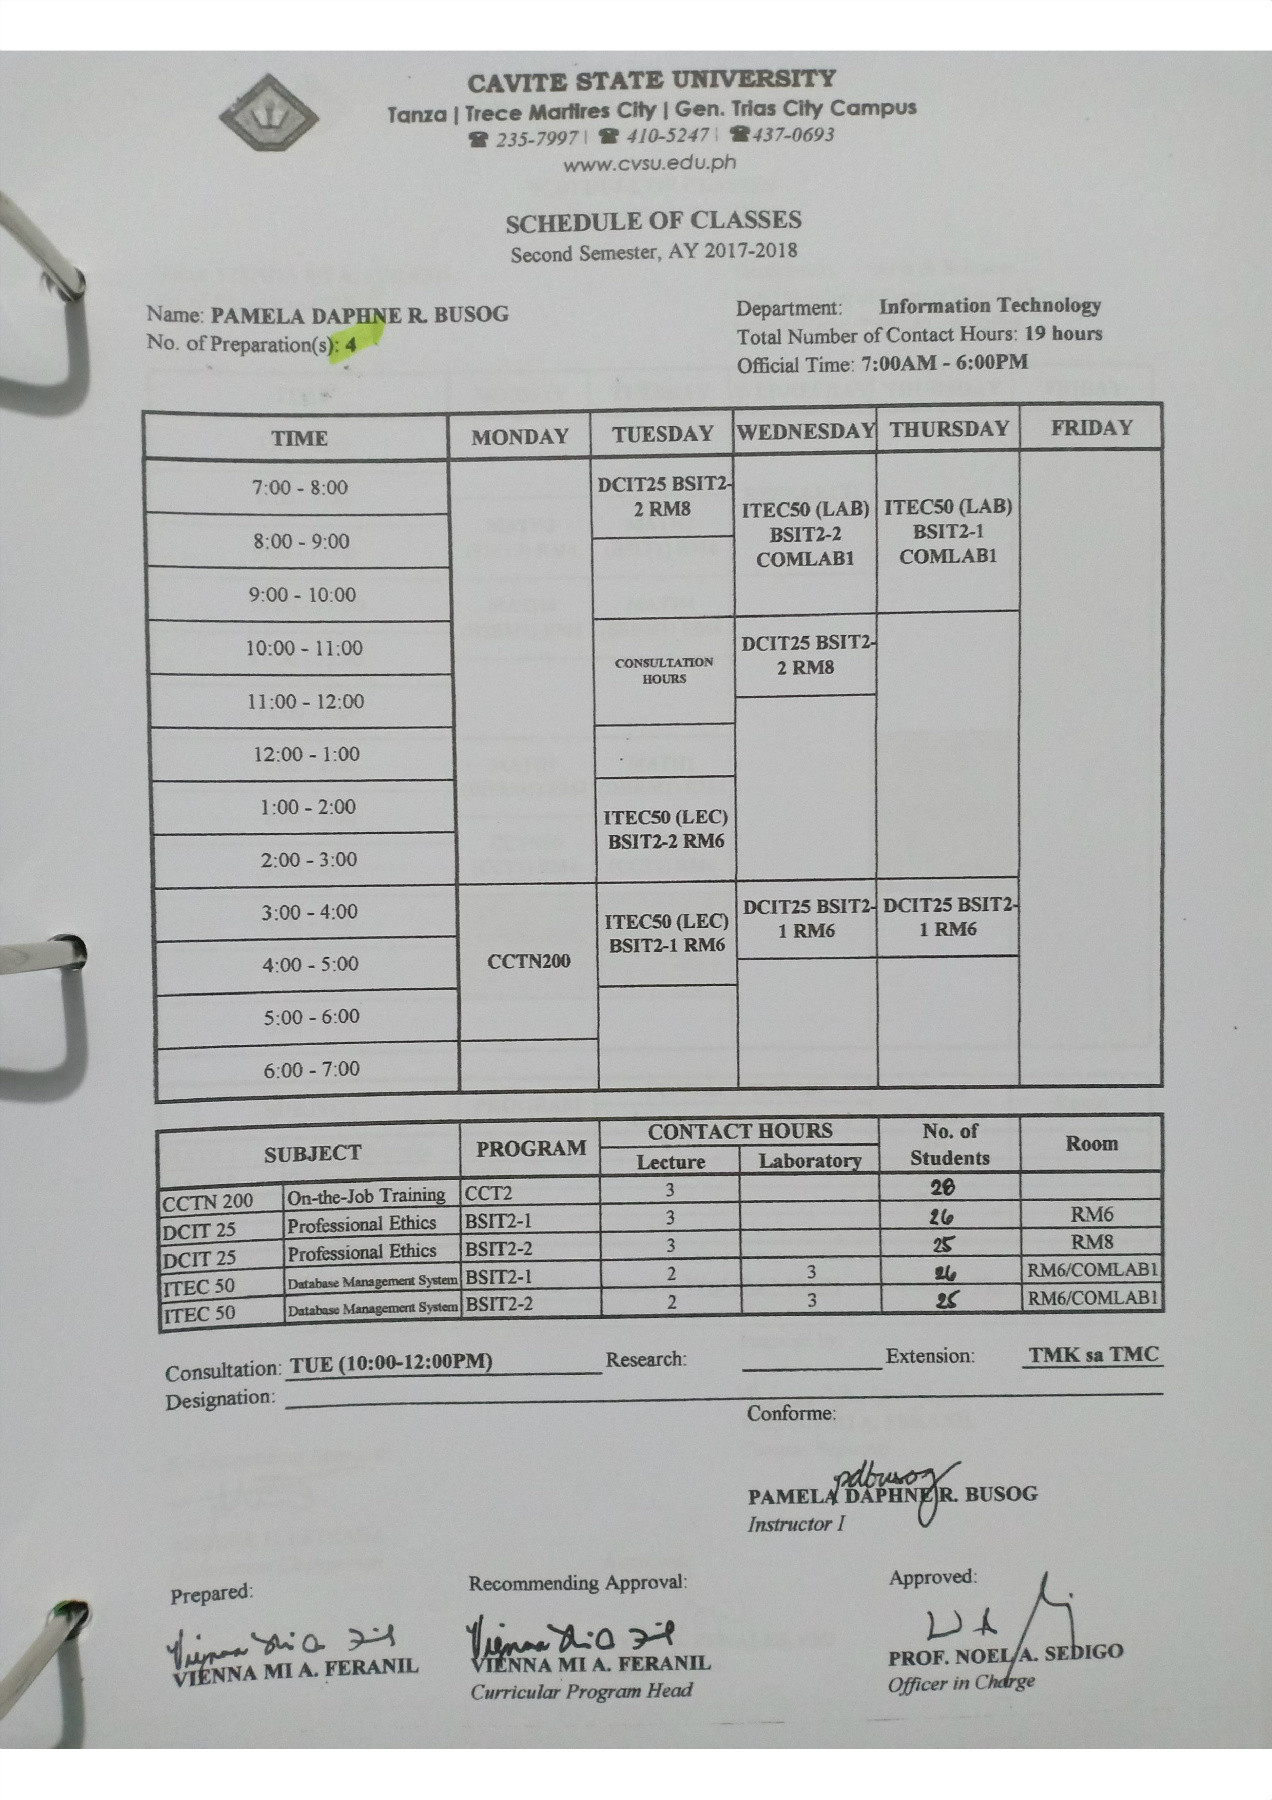 CAVITE STATE UNIVERSITY
Tanza | Trece Martires City | Gen. Trias City Campus
☎ 235-7997 | ☎ 410-5247 | ☎ 437-0693
www.cvsu.edu.ph
SCHEDULE OF CLASSES
Second Semester, AY 2017-2018
Name: PAMELA DAPHNE R. BUSOG
No. of Preparation(s): 4
Department: Information Technology
Total Number of Contact Hours: 19 hours
Official Time: 7:00AM - 6:00PM
TIME MONDAY TUESDAY WEDNESDAY THURSDAY FRIDAY
7:00 - 8:00
8:00 - 9:00
9:00 - 10:00
10:00 - 11:00
11:00 - 12:00
12:00 - 1:00
1:00 - 2:00
2:00 - 3:00
3:00 - 4:00
4:00 - 5:00
5:00 - 6:00
6:00 - 7:00
CCTN200
DCIT25 BSIT2-
2 RM8
CONSULTATION
HOURS
ITEC50 (LEC)
BSIT2-2 RM6
ITEC50 (LEC)
BSIT2-1 RM6
ITEC50 (LAB)
BSIT2-2
COMLAB1
DCIT25 BSIT2-
2 RM8
DCIT25 BSIT2-
1 RM6
ITEC50 (LAB)
BSIT2-1
COMLAB1
DCIT25 BSIT2-
1 RM6
SUBJECT PROGRAM CONTACT HOURS No. of Students Room
Lecture Laboratory
CCTN 200 On-the-Job Training CCT2 3 28
DCIT 25 Professional Ethics BSIT2-1 3 26 RM6
DCIT 25 Professional Ethics BSIT2-2 3 25 RM8
ITEC 50 Database Management System BSIT2-1 2 3 26 RM6/COMLAB1
ITEC 50 Database Management System BSIT2-2 2 3 25 RM6/COMLAB1
Consultation: TUE (10:00-12:00PM) Research: Extension: TMK sa TMC
Designation:
Conforme:
pdbusog
PAMELA DAPHNE R. BUSOG
Instructor I
Prepared:
VIENNA MI A. FERANIL
Recommending Approval:
VIENNA MI A. FERANIL
Curricular Program Head
Approved:
PROF. NOEL A. SEDIGO
Officer in Charge